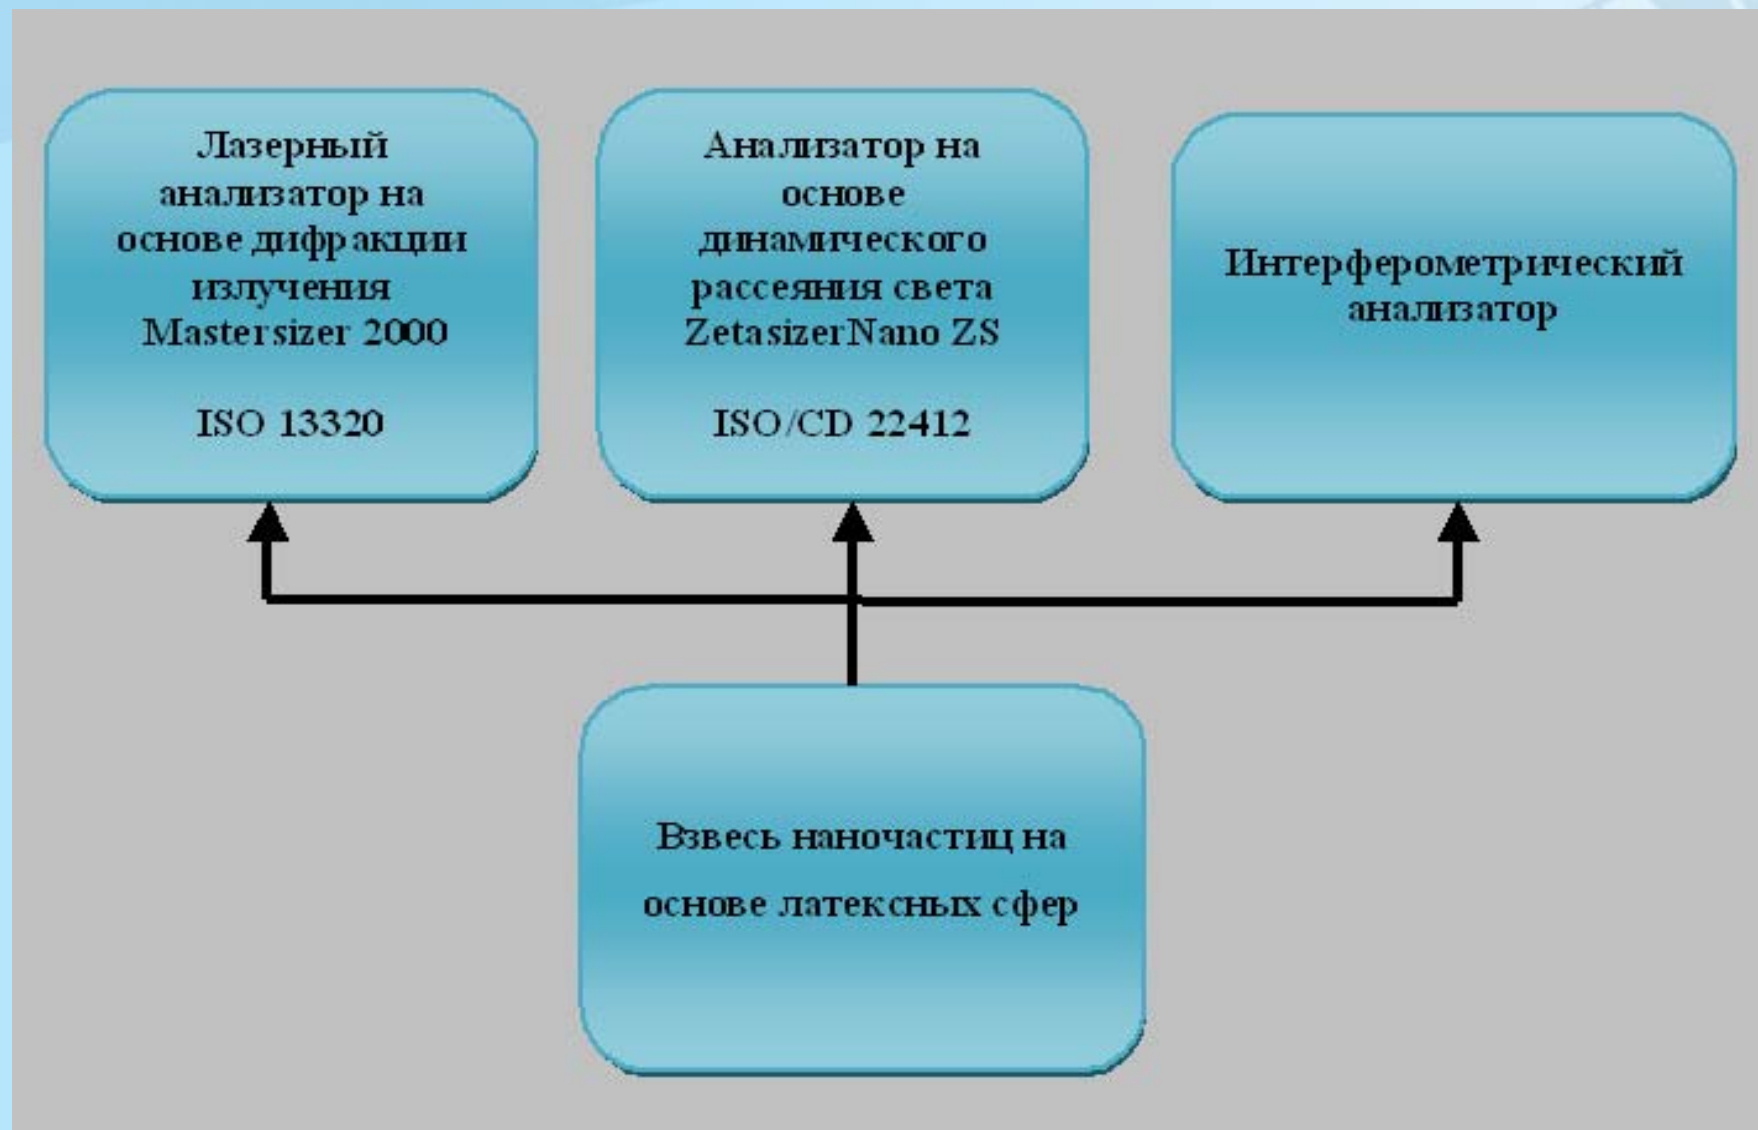 Лазерный
анализатор на
основе дифракции
излучения
Mastersizer 2000
ISO 13320
Анализатор на
основе
динамического
рассеяния света
ZetasizerNano ZS
ISO/CD 22412
Интерферометрический
анализатор
Взвесь наночастиц на
основе латексных сфер